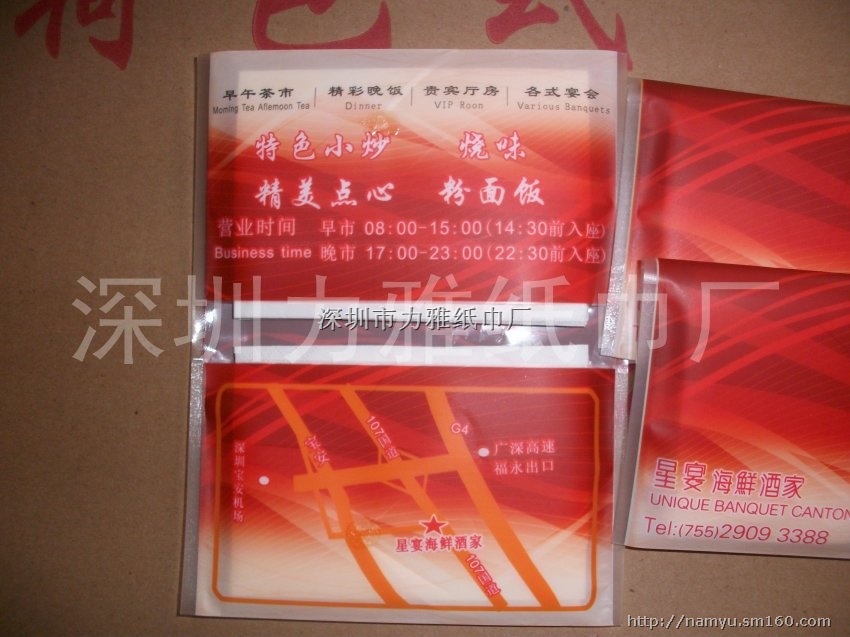 色式
早午茶市 精彩晚饭 贵宾厅房 各式宴会
Morning Tea Aflemoon Tea Dinner VIP Roon Various Banquets
特色小炒 烧味
精美点心 粉面饭
营业时间 早市 08:00-15:00(14:30前入座)
Business time 晚市 17:00-23:00(22:30前入座)
深圳力雅纸巾厂
深圳市力雅纸巾厂
深圳宝安机场
宝安
107国道
G4
广深高速
福永出口
星宴海鲜酒家
107国道
星宴海鮮酒家
UNIQUE BANQUET CANTON
Tel:(755)2909 3388
http://namyu.sm160.com